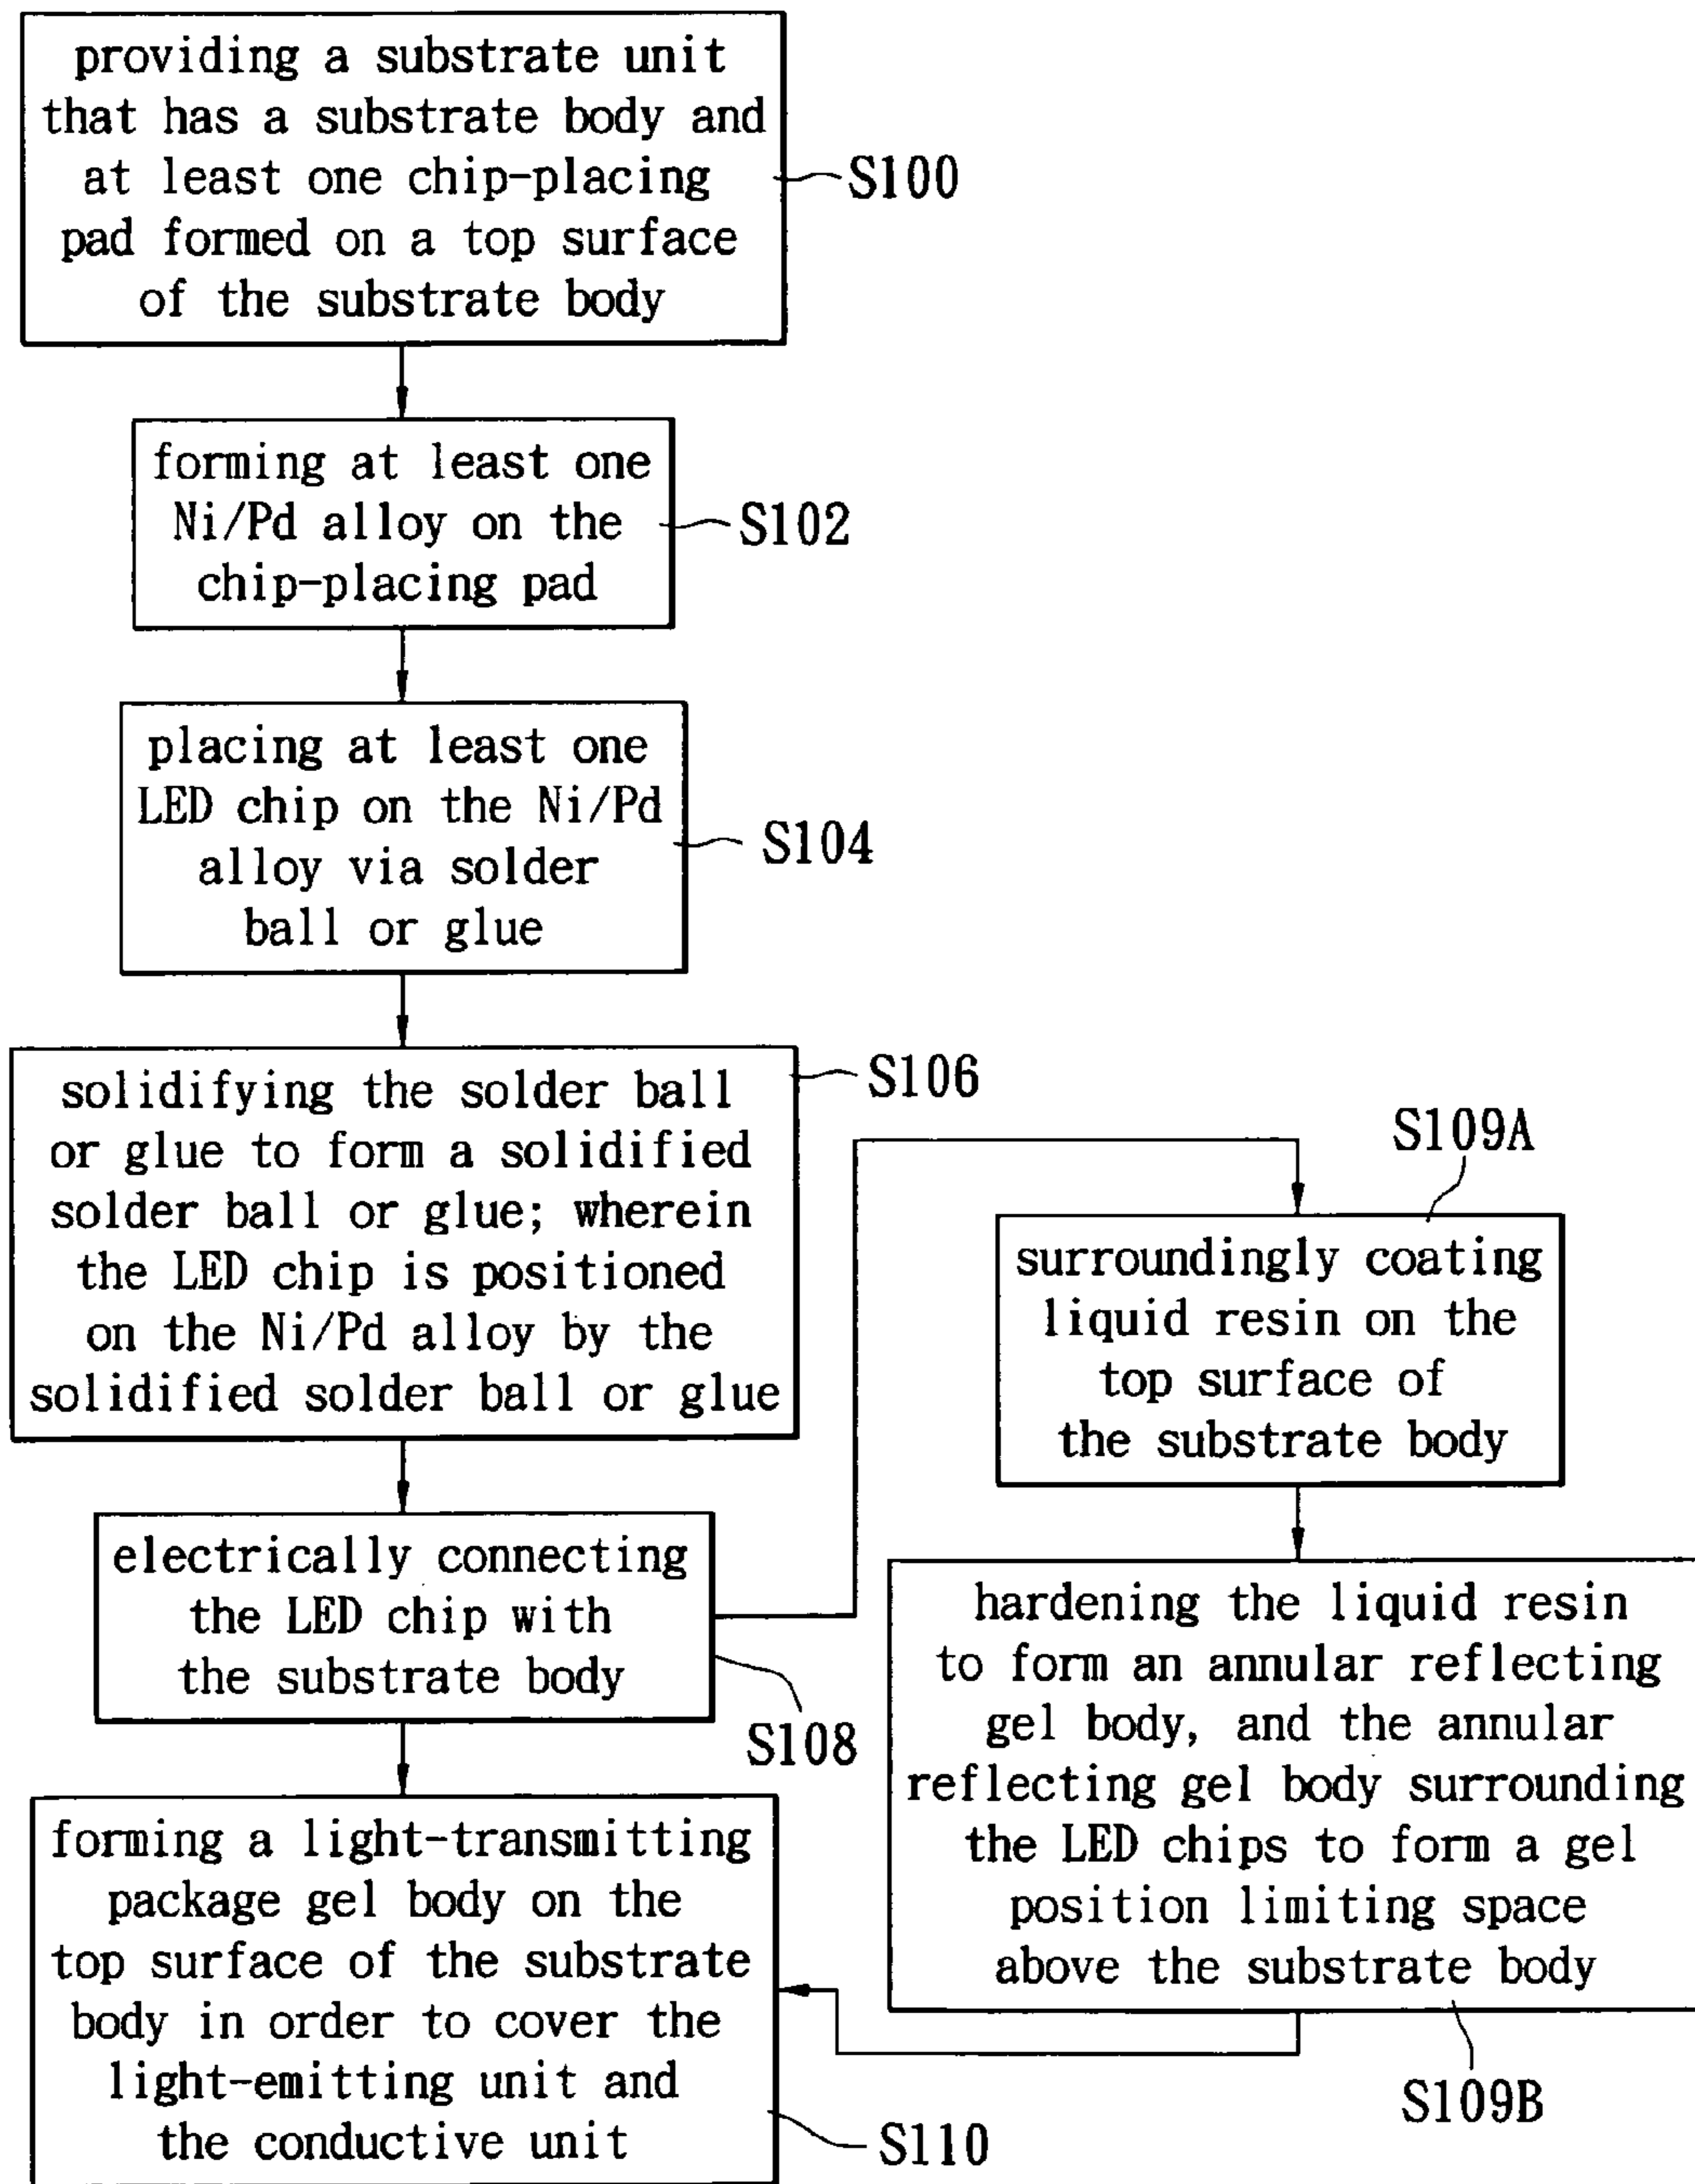 providing a substrate unit
that has a substrate body and
at least one chip-placing
pad formed on a top surface
of the substrate body
S100
forming at least one
Ni/Pd alloy on the
chip-placing pad
S102
placing at least one
LED chip on the Ni/Pd
alloy via solder
ball or glue
S104
solidifying the solder ball
or glue to form a solidified
solder ball or glue; wherein
the LED chip is positioned
on the Ni/Pd alloy by the
solidified solder ball or glue
S106
electrically connecting
the LED chip with
the substrate body
S108
S109A
surroundingly coating
liquid resin on the
top surface of
the substrate body
hardening the liquid resin
to form an annular reflecting
gel body, and the annular
reflecting gel body surrounding
the LED chips to form a gel
position limiting space
above the substrate body
S109B
forming a light-transmitting
package gel body on the
top surface of the substrate
body in order to cover the
light-emitting unit and
the conductive unit
S110